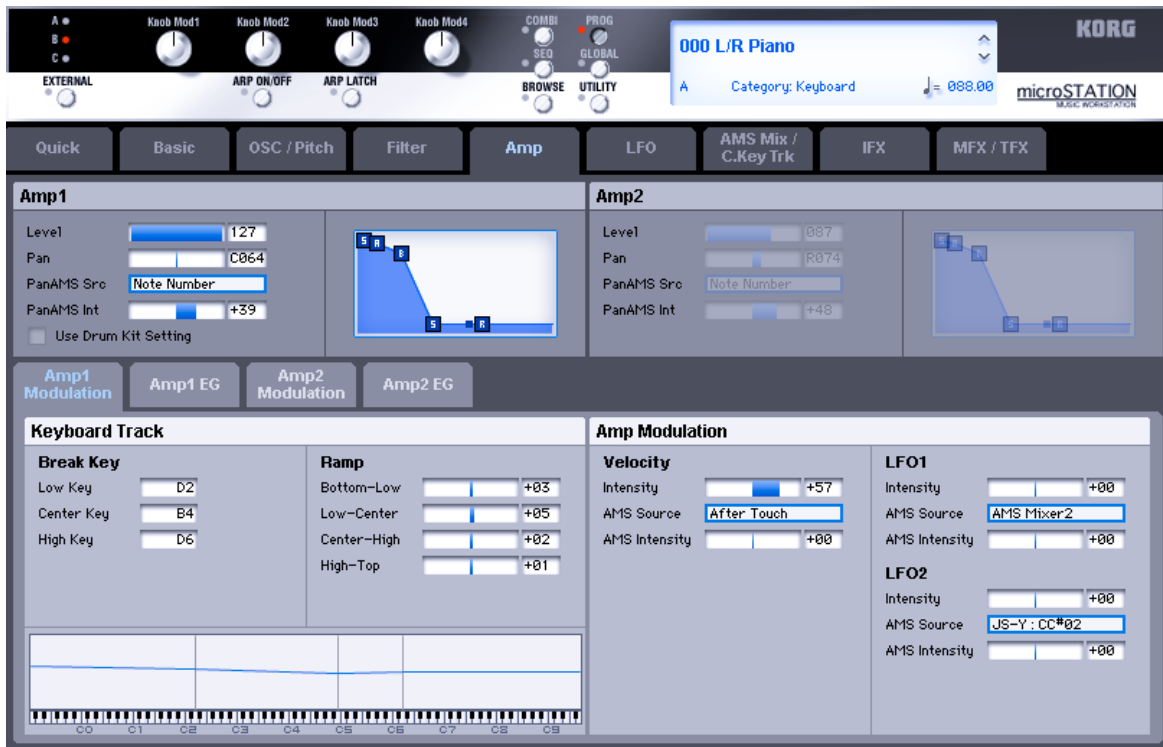 A
B
C
Knob Mod1 Knob Mod2 Knob Mod3 Knob Mod4
COMBI PROG
SEQ GLOBAL
EXTERNAL ARP ON/OFF ARP LATCH BROWSE UTILITY
000 L/R Piano
A Category: Keyboard ♩= 088.00
KORG
microSTATION
MUSIC WORKSTATION
Quick Basic OSC / Pitch Filter Amp LFO AMS Mix / C.Key Trk IFX MFX / TFX
Amp1
Level 127
Pan C064
PanAMS Src Note Number
PanAMS Int +39
Use Drum Kit Setting
S A B S R
Amp2
Level 087
Pan R074
PanAMS Src Note Number
PanAMS Int +48
S A S R
Amp1 Modulation Amp1 EG Amp2 Modulation Amp2 EG
Keyboard Track
Break Key
Low Key D2
Center Key B4
High Key D6
Ramp
Bottom-Low +03
Low-Center +05
Center-High +02
High-Top +01
C0 C1 C2 C3 C4 C5 C6 C7 C8 C9
Amp Modulation
Velocity
Intensity +57
AMS Source After Touch
AMS Intensity +00
LFO1
Intensity +00
AMS Source AMS Mixer2
AMS Intensity +00
LFO2
Intensity +00
AMS Source JS-Y : CC#02
AMS Intensity +00